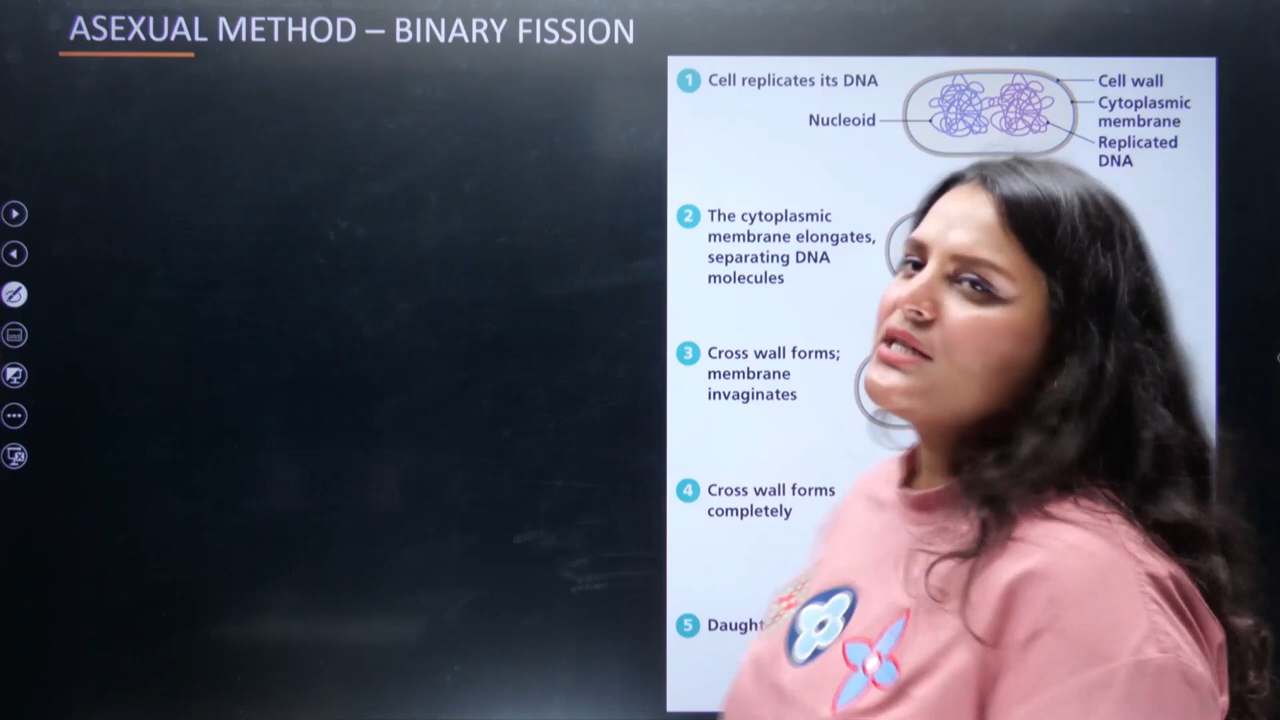 ASEXUAL METHOD – BINARY FISSION
1 Cell replicates its DNA
Nucleoid
Cell wall
Cytoplasmic
membrane
Replicated
DNA
2 The cytoplasmic
membrane elongates,
separating DNA
molecules
3 Cross wall forms;
membrane
invaginates
4 Cross wall forms
completely
5 Daught